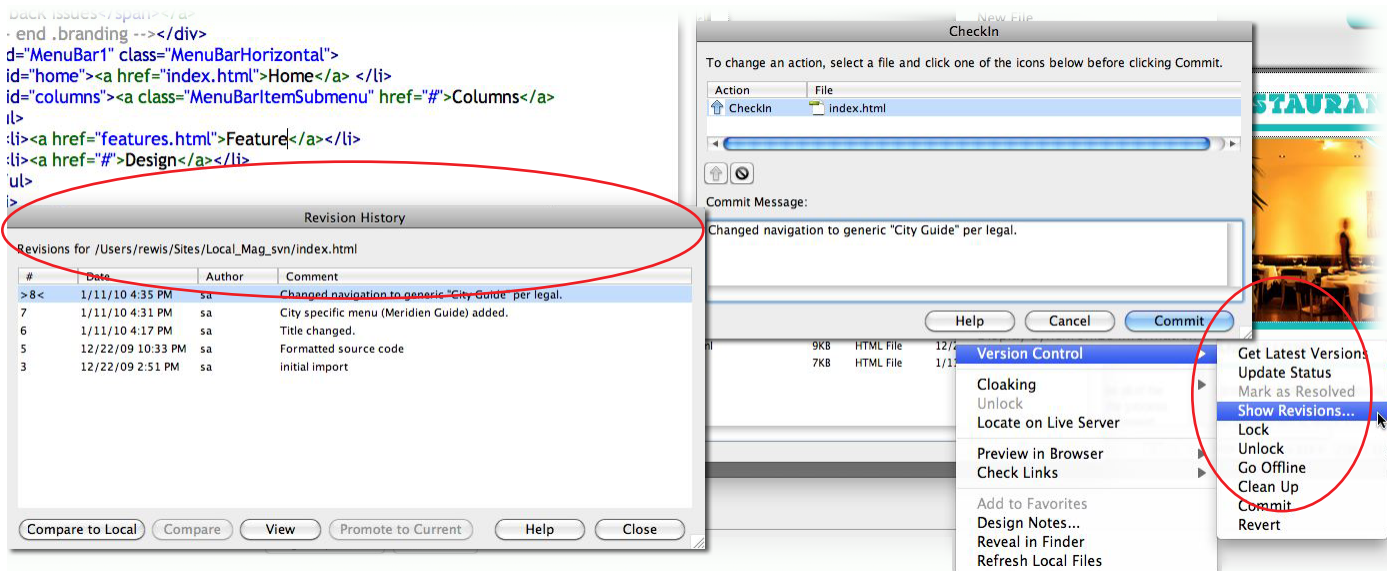 back issues</span></a>
- end .branding --></div>
d="MenuBar1" class="MenuBarHorizontal">
id="home"><a href="index.html">Home</a> </li>
id="columns"><a class="MenuBarItemSubmenu" href="#">Columns</a>
ul>
<li><a href="features.html">Feature</a></li>
<li><a href="#">Design</a></li>
/ul>
i>
Revision History
Revisions for /Users/rewis/Sites/Local_Mag_svn/index.html
# Date Author Comment
>8< 1/11/10 4:35 PM sa Changed navigation to generic "City Guide" per legal.
7 1/11/10 4:31 PM sa City specific menu (Meridien Guide) added.
6 1/11/10 4:17 PM sa Title changed.
5 12/22/09 10:33 PM sa Formatted source code
3 12/22/09 2:51 PM sa initial import
Compare to Local Compare View Promote to Current Help Close
New File
CheckIn
To change an action, select a file and click one of the icons below before clicking Commit.
Action File
CheckIn index.html
Commit Message:
Changed navigation to generic "City Guide" per legal.
Help Cancel Commit
STAURAN
ml 9KB HTML File 12/2
7KB HTML File 1/11
Version Control
Cloaking
Unlock
Locate on Live Server
Preview in Browser
Check Links
Add to Favorites
Design Notes...
Reveal in Finder
Refresh Local Files
Get Latest Versions
Update Status
Mark as Resolved
Show Revisions...
Lock
Unlock
Go Offline
Clean Up
Commit
Revert